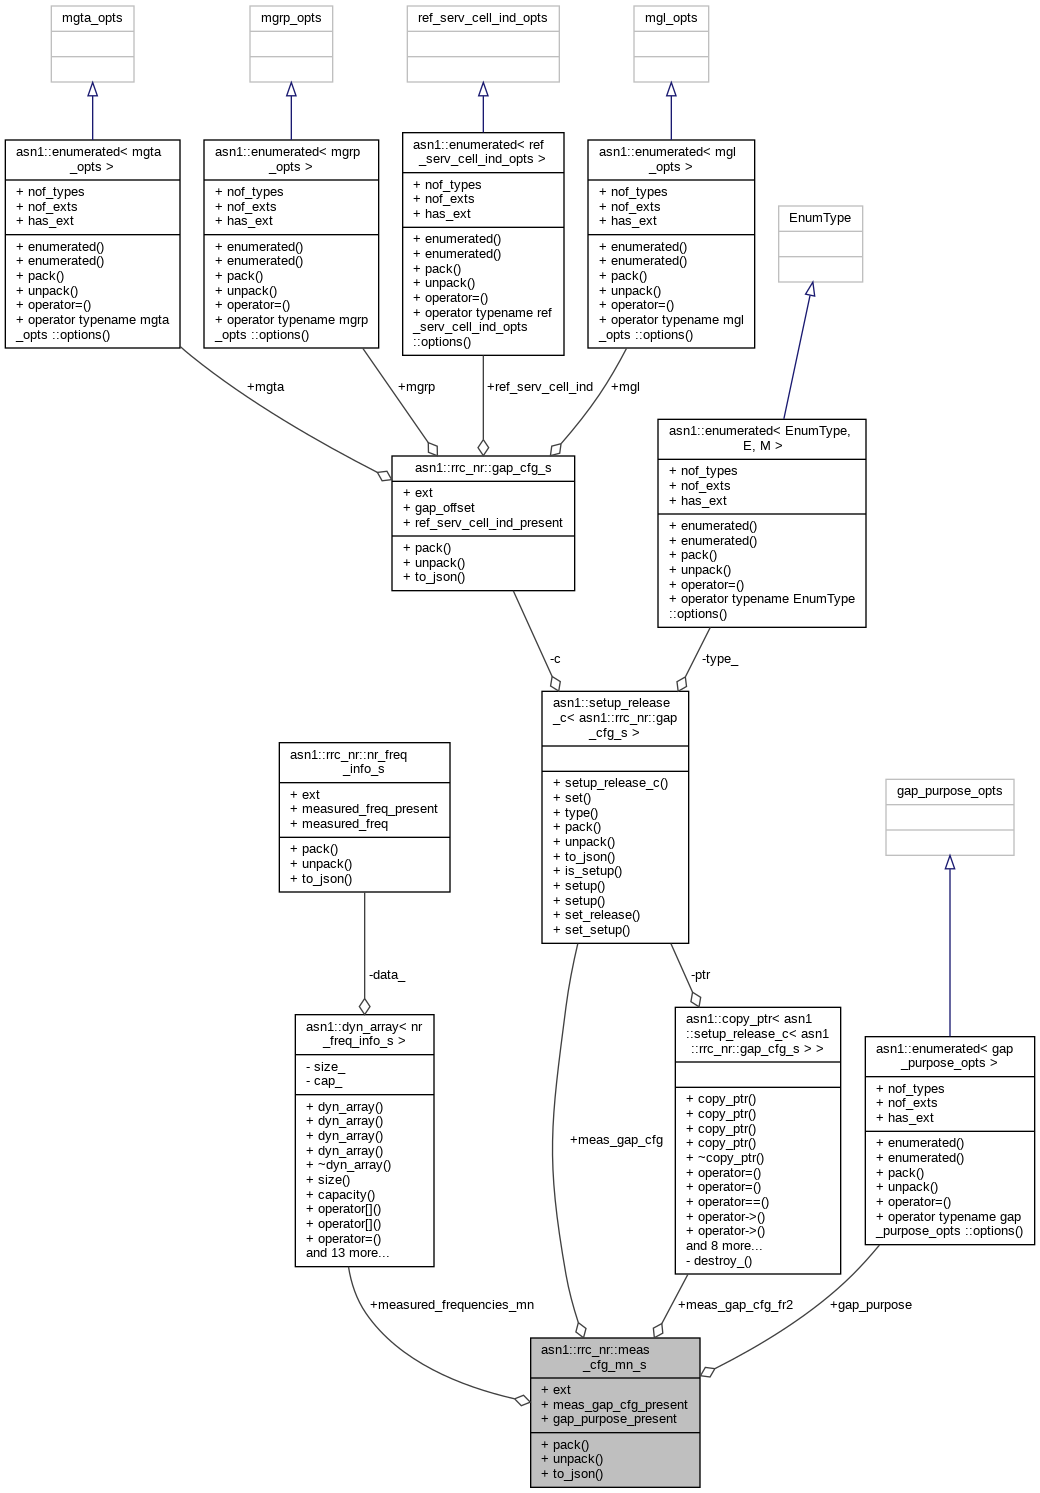 mgta_opts
mgrp_opts
ref_serv_cell_ind_opts
mgl_opts
asn1::enumerated< mgta
_opts >
+ nof_types
+ nof_exts
+ has_ext
+ enumerated()
+ enumerated()
+ pack()
+ unpack()
+ operator=()
+ operator typename mgta
_opts ::options()
asn1::enumerated< mgrp
_opts >
+ nof_types
+ nof_exts
+ has_ext
+ enumerated()
+ enumerated()
+ pack()
+ unpack()
+ operator=()
+ operator typename mgrp
_opts ::options()
asn1::enumerated< ref
_serv_cell_ind_opts >
+ nof_types
+ nof_exts
+ has_ext
+ enumerated()
+ enumerated()
+ pack()
+ unpack()
+ operator=()
+ operator typename ref
_serv_cell_ind_opts
::options()
asn1::enumerated< mgl
_opts >
+ nof_types
+ nof_exts
+ has_ext
+ enumerated()
+ enumerated()
+ pack()
+ unpack()
+ operator=()
+ operator typename mgl
_opts ::options()
EnumType
+mgta
+mgrp
+ref_serv_cell_ind
+mgl
asn1::rrc_nr::gap_cfg_s
+ ext
+ gap_offset
+ ref_serv_cell_ind_present
+ pack()
+ unpack()
+ to_json()
asn1::enumerated< EnumType,
E, M >
+ nof_types
+ nof_exts
+ has_ext
+ enumerated()
+ enumerated()
+ pack()
+ unpack()
+ operator=()
+ operator typename EnumType
::options()
-c
-type_
asn1::setup_release
_c< asn1::rrc_nr::gap
_cfg_s >
+ setup_release_c()
+ set()
+ type()
+ pack()
+ unpack()
+ to_json()
+ is_setup()
+ setup()
+ setup()
+ set_release()
+ set_setup()
asn1::rrc_nr::nr_freq
_info_s
+ ext
+ measured_freq_present
+ measured_freq
+ pack()
+ unpack()
+ to_json()
gap_purpose_opts
-data_
-ptr
asn1::dyn_array< nr
_freq_info_s >
- size_
- cap_
+ dyn_array()
+ dyn_array()
+ dyn_array()
+ dyn_array()
+ ~dyn_array()
+ size()
+ capacity()
+ operator[]()
+ operator[]()
+ operator=()
and 13 more...
+meas_gap_cfg
asn1::copy_ptr< asn1
::setup_release_c< asn1
::rrc_nr::gap_cfg_s > >
+ copy_ptr()
+ copy_ptr()
+ copy_ptr()
+ copy_ptr()
+ ~copy_ptr()
+ operator=()
+ operator=()
+ operator==()
+ operator->()
+ operator->()
and 8 more...
- destroy_()
asn1::enumerated< gap
_purpose_opts >
+ nof_types
+ nof_exts
+ has_ext
+ enumerated()
+ enumerated()
+ pack()
+ unpack()
+ operator=()
+ operator typename gap
_purpose_opts ::options()
+measured_frequencies_mn
+meas_gap_cfg_fr2
+gap_purpose
asn1::rrc_nr::meas
_cfg_mn_s
+ ext
+ meas_gap_cfg_present
+ gap_purpose_present
+ pack()
+ unpack()
+ to_json()